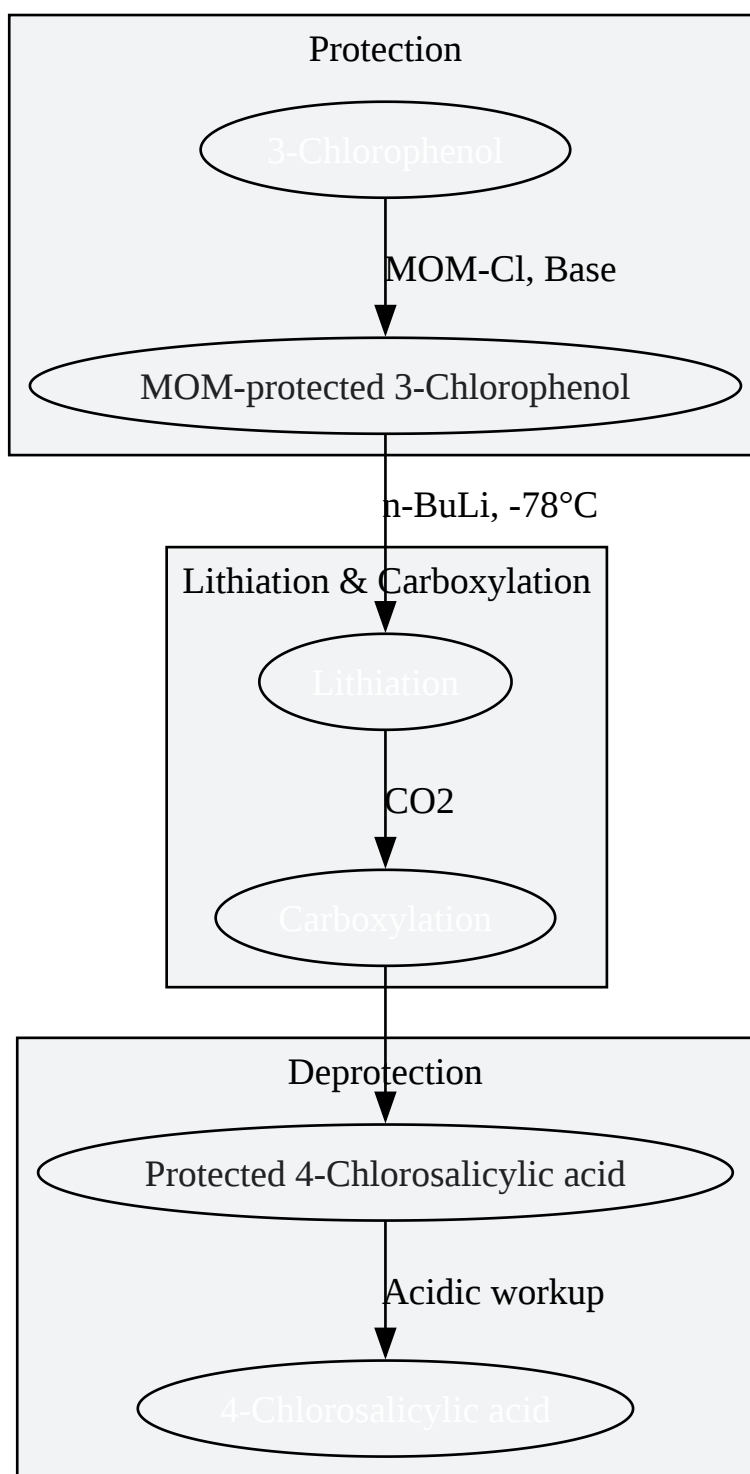 Protection
3-Chlorophenol
MOM-Cl, Base
MOM-protected 3-Chlorophenol
n-BuLi, -78°C
Lithiation & Carboxylation
Lithiation
CO2
Carboxylation
Deprotection
Protected 4-Chlorosalicylic acid
Acidic workup
4-Chlorosalicylic acid